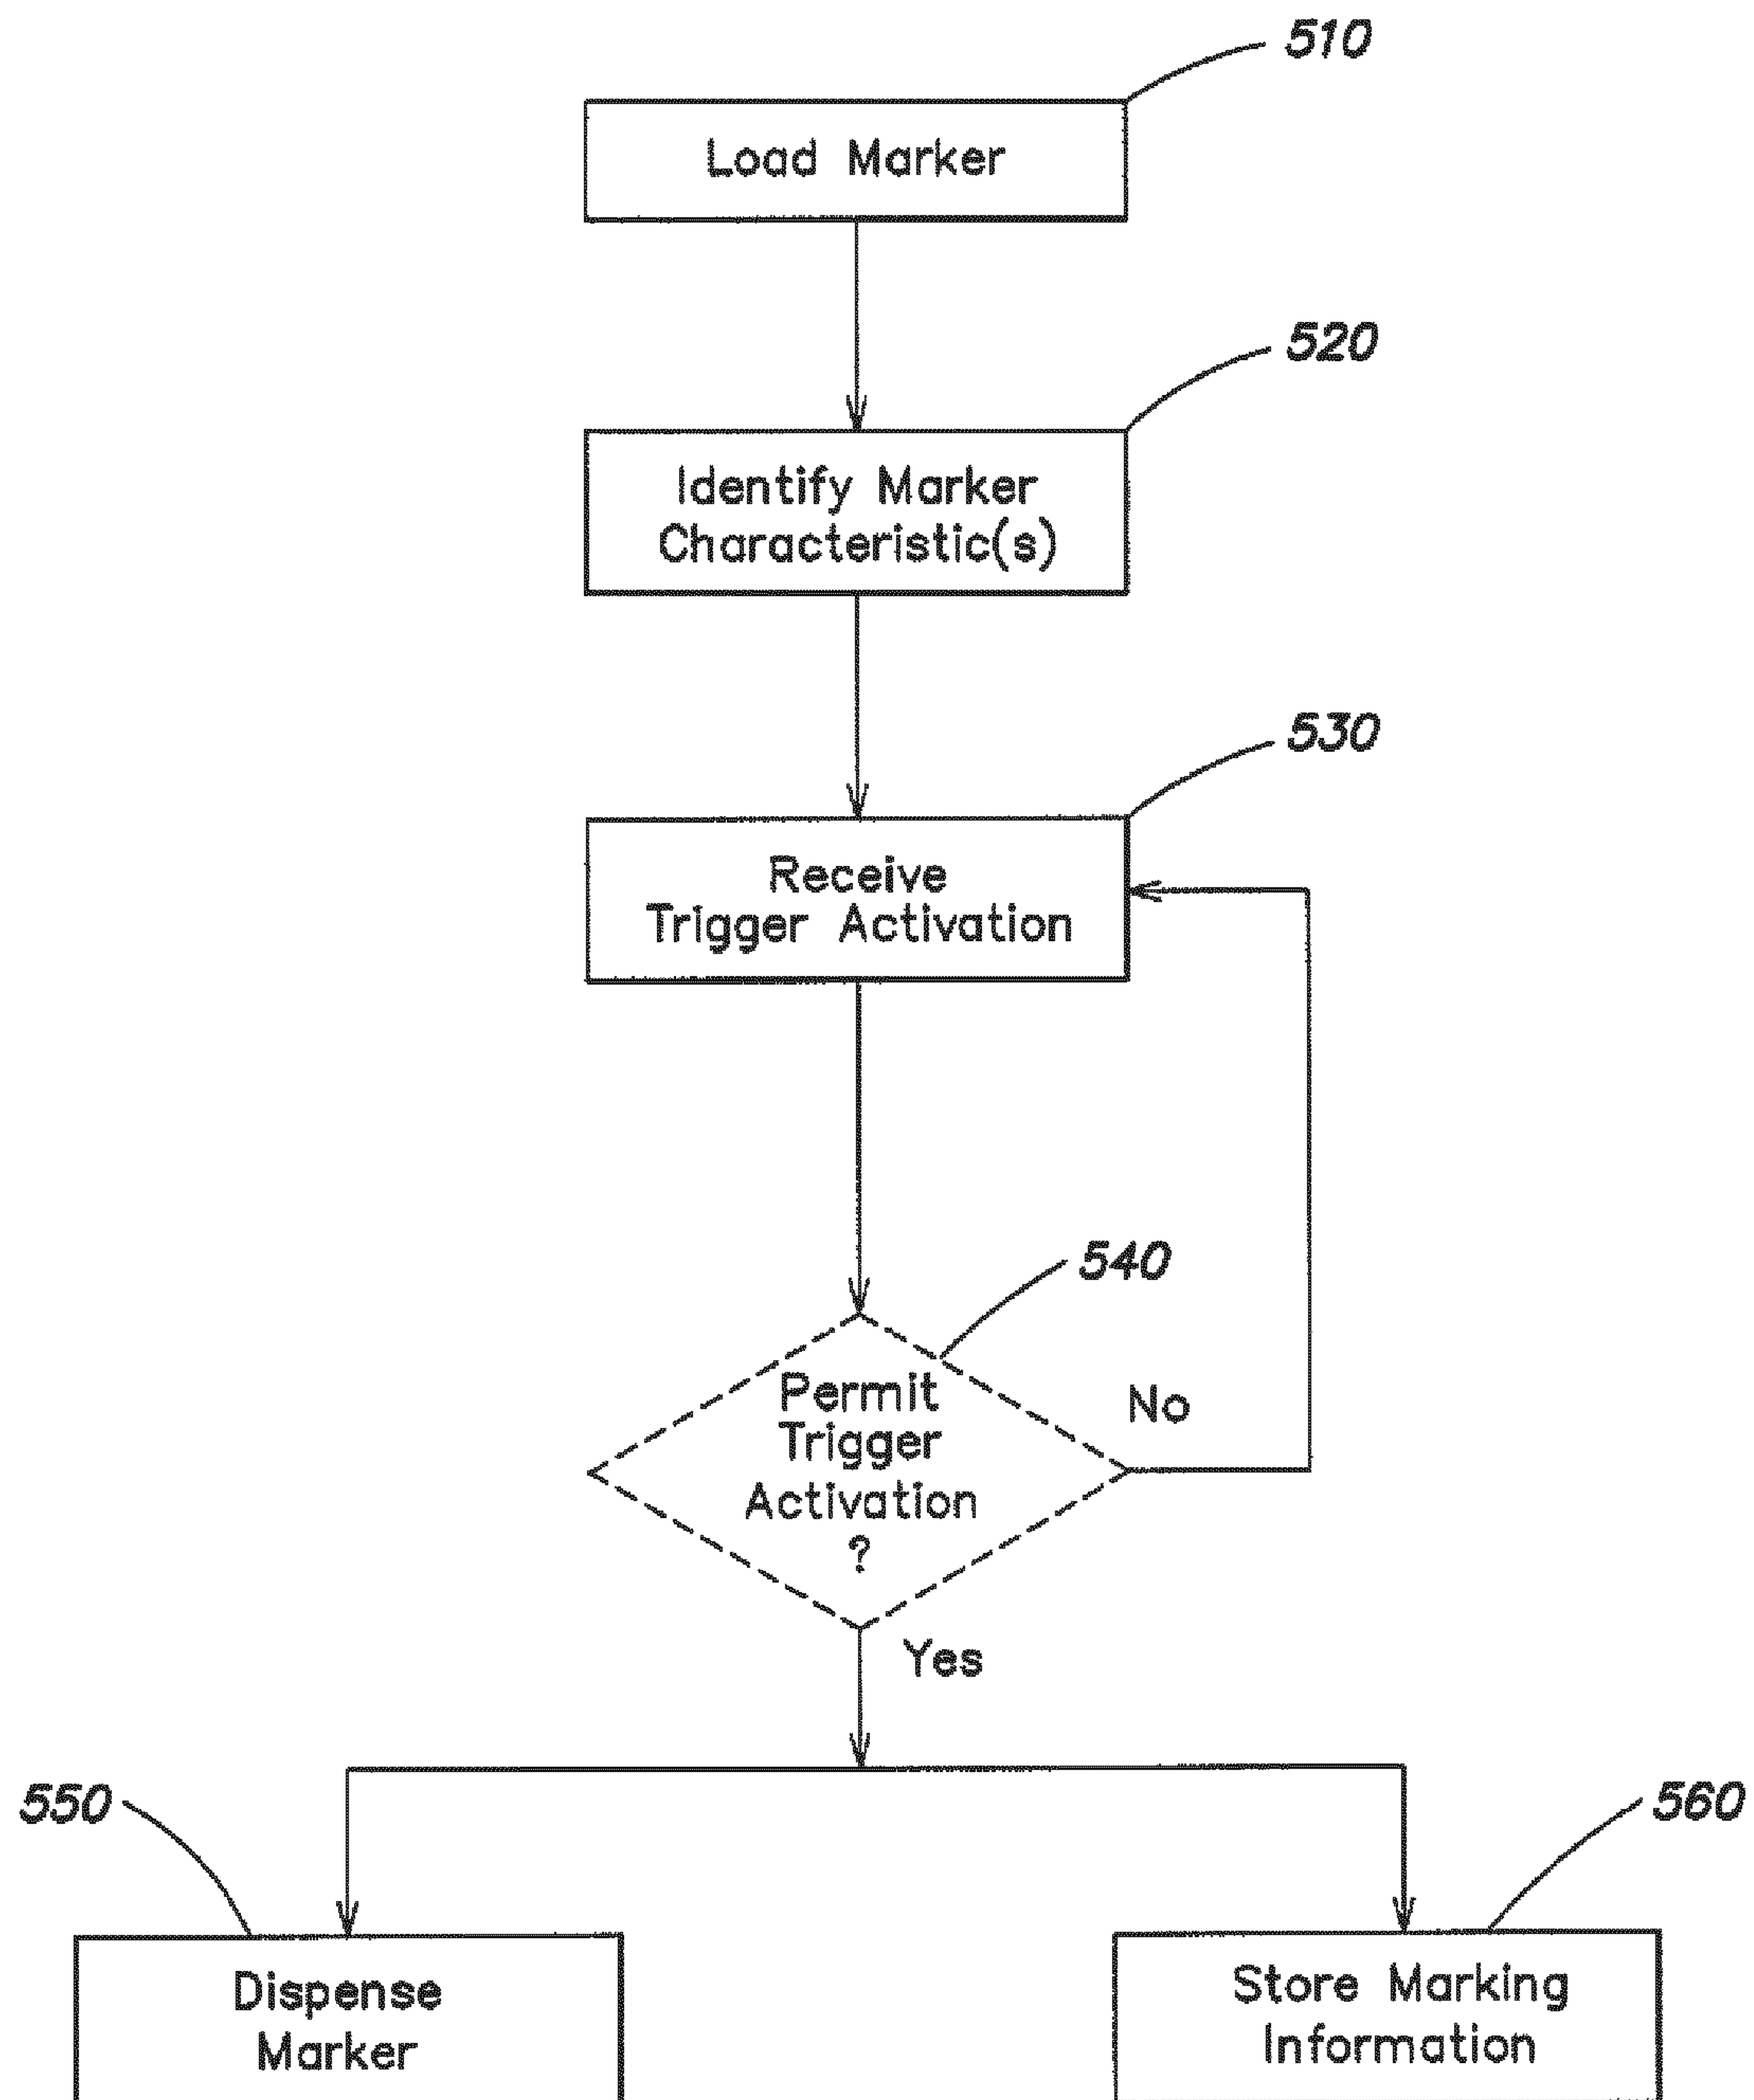 510
Load Marker
520
Identify Marker
Characteristic(s)
530
Receive
Trigger Activation
540
Permit
Trigger
Activation
?
No
Yes
550
560
Dispense
Marker
Store Marking
Information